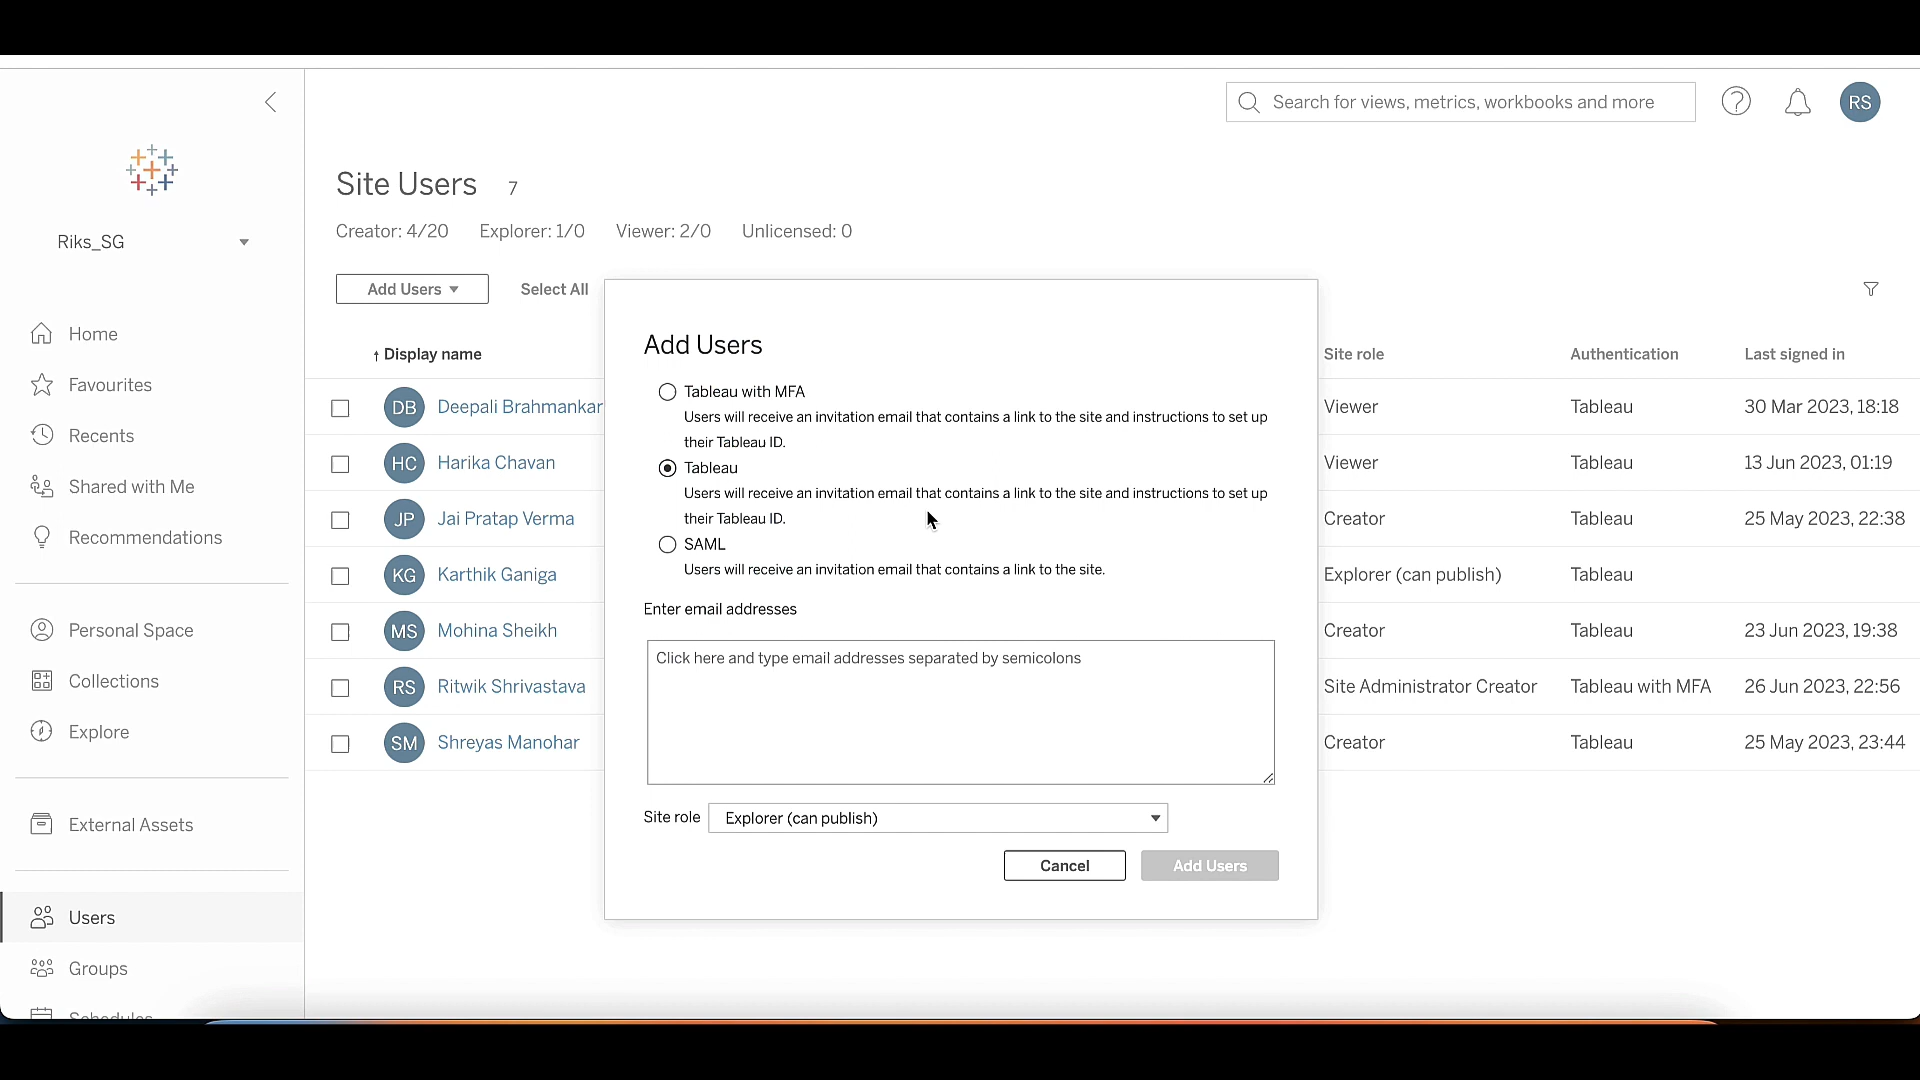 Search for views, metrics, workbooks and more
RS
Riks_SG
Site Users 7
Creator: 4/20 Explorer: 1/0 Viewer: 2/0 Unlicensed: 0
Add Users Select All
Home
Favourites
Recents
Shared with Me
Recommendations
Personal Space
Collections
Explore
External Assets
Users
Groups
Schedules
Display name Site role Authentication Last signed in
DB Deepali Brahmankar Viewer Tableau 30 Mar 2023, 18:18
HC Harika Chavan Viewer Tableau 13 Jun 2023, 01:19
JP Jai Pratap Verma Creator Tableau 25 May 2023, 22:38
KG Karthik Ganiga Explorer (can publish) Tableau
MS Mohina Sheikh Creator Tableau 23 Jun 2023, 19:38
RS Ritwik Shrivastava Site Administrator Creator Tableau with MFA 26 Jun 2023, 22:56
SM Shreyas Manohar Creator Tableau 25 May 2023, 23:44
Add Users
Tableau with MFA
Users will receive an invitation email that contains a link to the site and instructions to set up
their Tableau ID.
Tableau
Users will receive an invitation email that contains a link to the site and instructions to set up
their Tableau ID.
SAML
Users will receive an invitation email that contains a link to the site.
Enter email addresses
Click here and type email addresses separated by semicolons
Site role Explorer (can publish)
Cancel Add Users